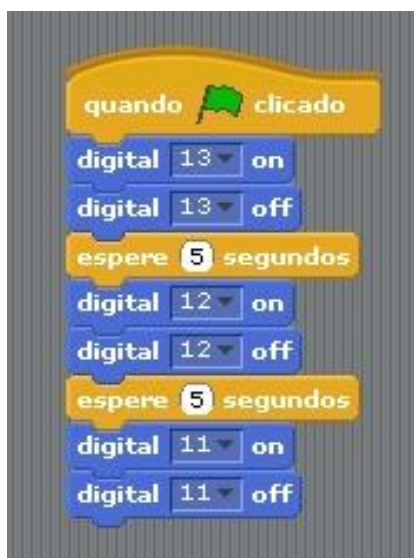 quando clicado
digital 13 on
digital 13 off
espere 5 segundos
digital 12 on
digital 12 off
espere 5 segundos
digital 11 on
digital 11 off